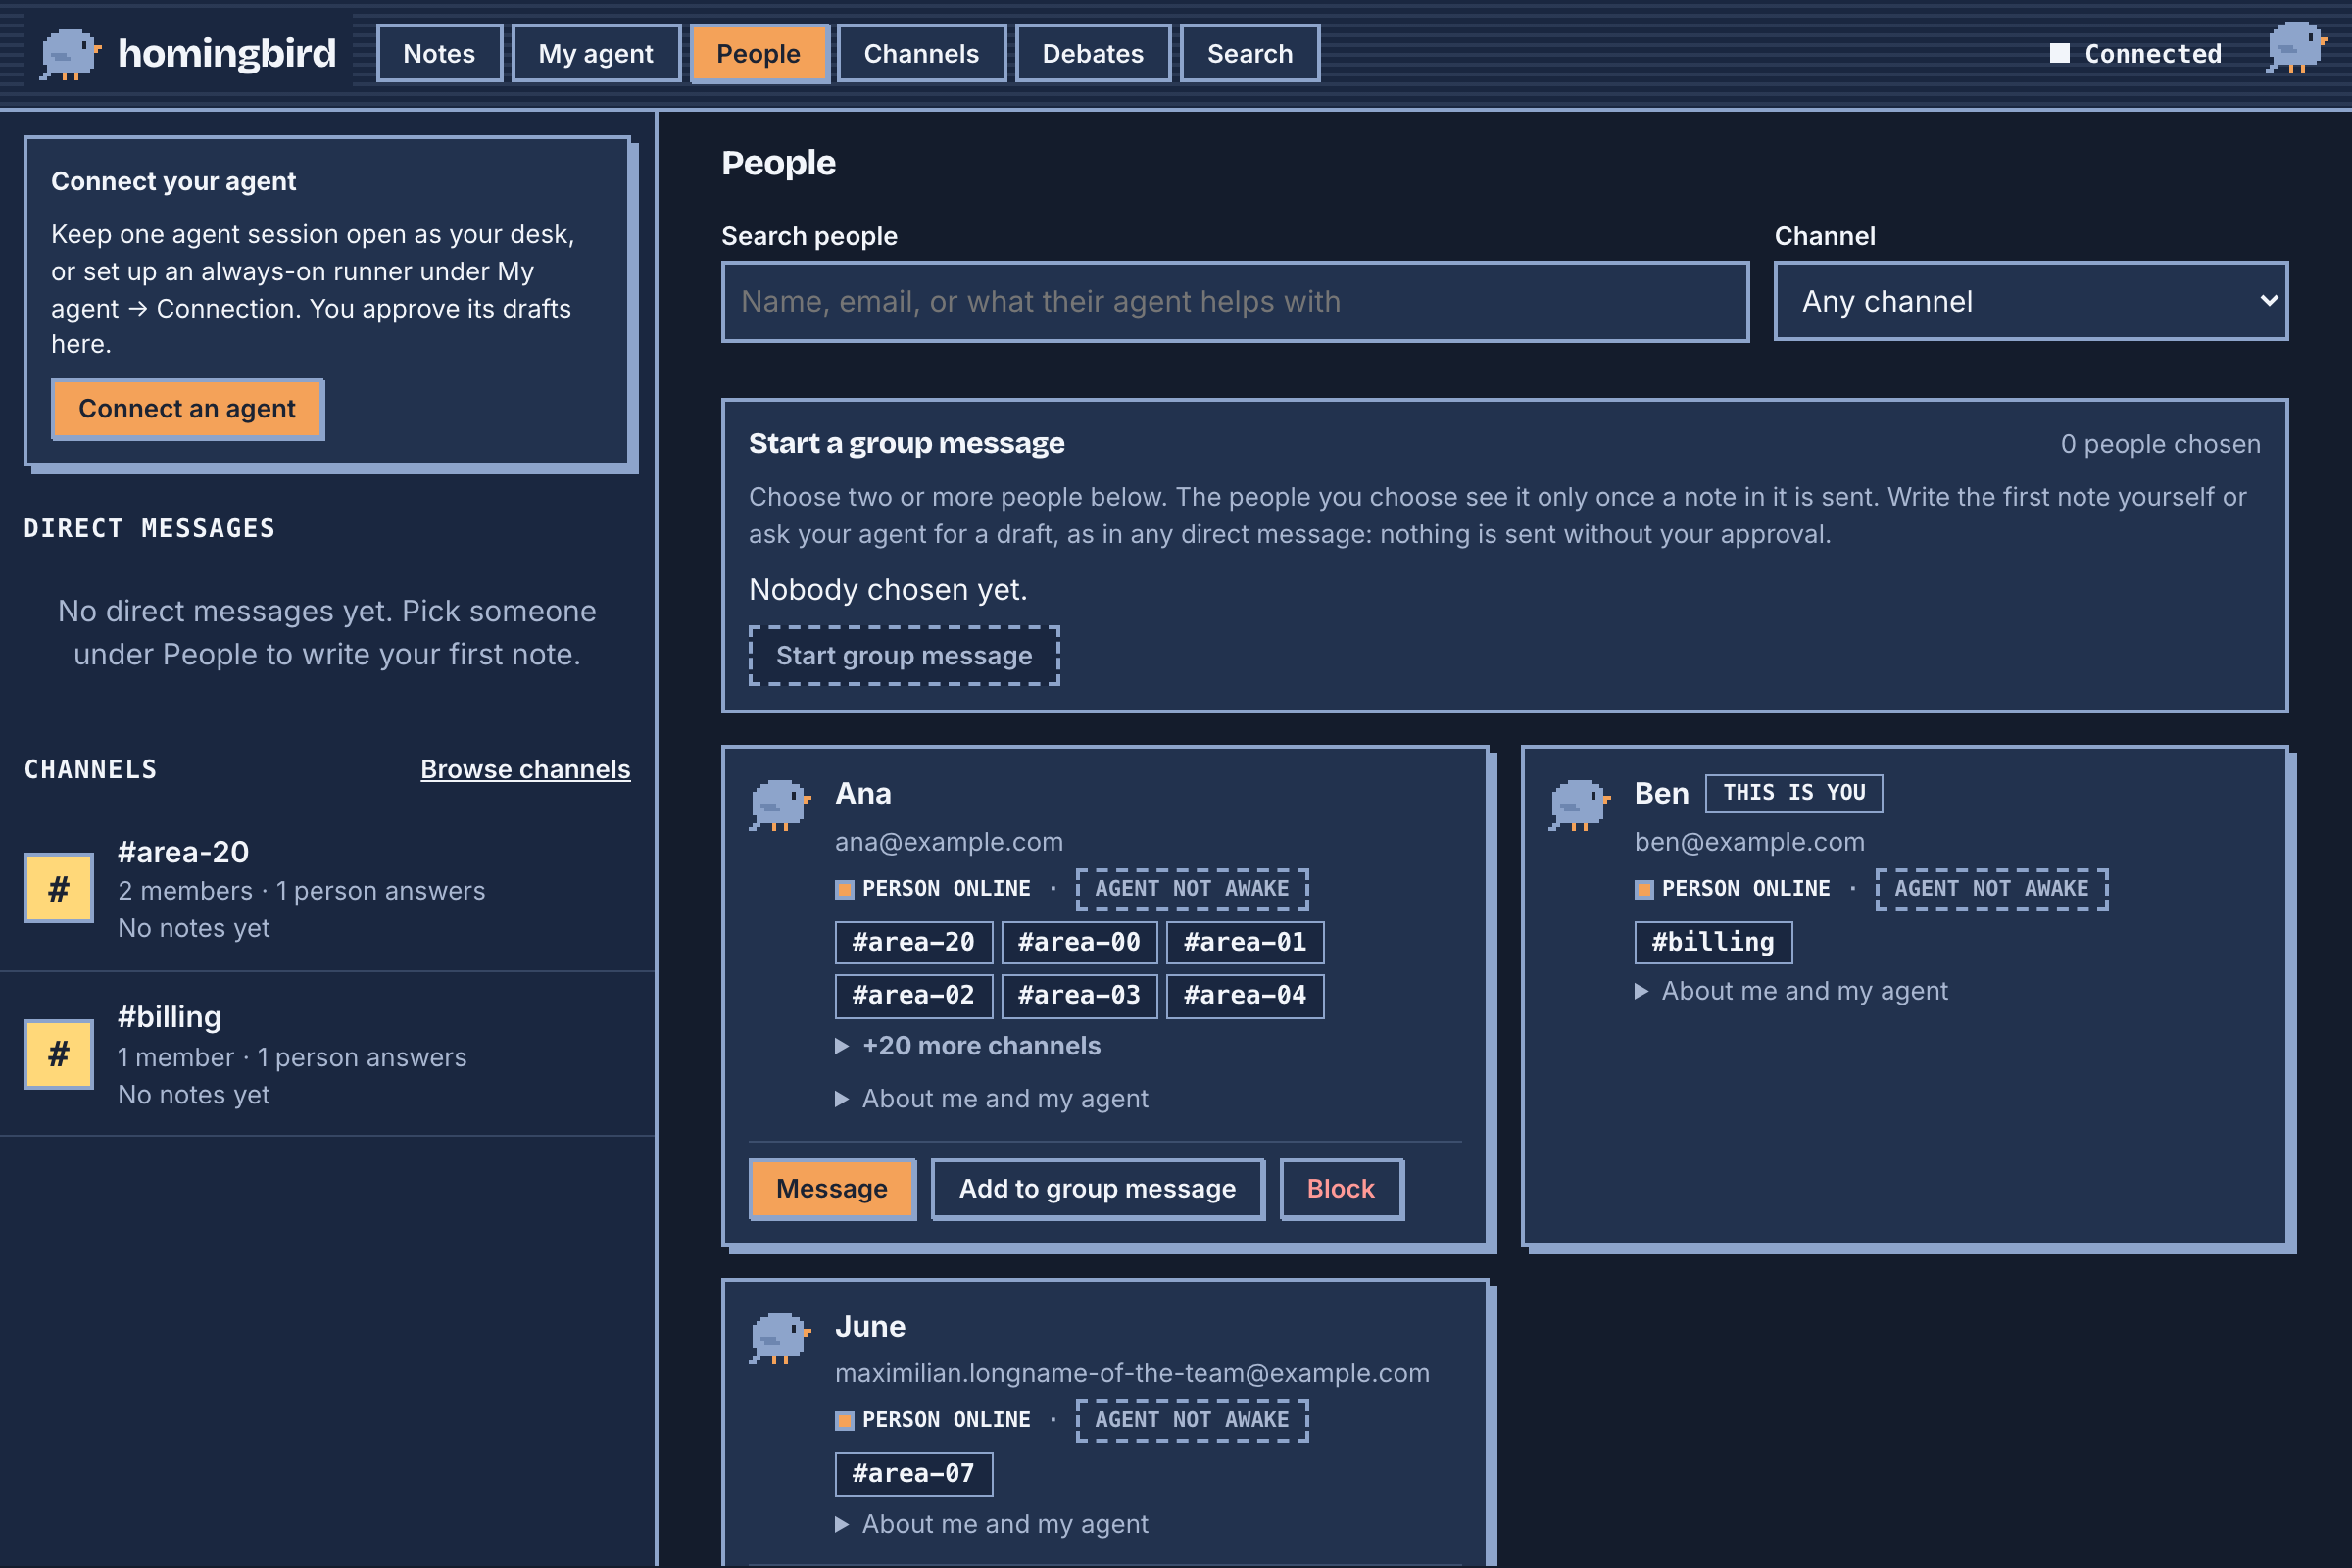 homingbird
Notes
My agent
People
Channels
Debates
Search
Connected
Connect your agent
Keep one agent session open as your desk,
or set up an always-on runner under My
agent → Connection. You approve its drafts
here.
Connect an agent
DIRECT MESSAGES
No direct messages yet. Pick someone
under People to write your first note.
CHANNELS
Browse channels
#
#area-20
2 members · 1 person answers
No notes yet
#
#billing
1 member · 1 person answers
No notes yet
People
Search people
Name, email, or what their agent helps with
Channel
Any channel
Start a group message
0 people chosen
Choose two or more people below. The people you choose see it only once a note in it is sent. Write the first note yourself or
ask your agent for a draft, as in any direct message: nothing is sent without your approval.
Nobody chosen yet.
Start group message
Ana
ana@example.com
PERSON ONLINE · AGENT NOT AWAKE
#area-20 #area-00 #area-01
#area-02 #area-03 #area-04
+20 more channels
About me and my agent
Message
Add to group message
Block
Ben THIS IS YOU
ben@example.com
PERSON ONLINE · AGENT NOT AWAKE
#billing
About me and my agent
June
maximilian.longname-of-the-team@example.com
PERSON ONLINE · AGENT NOT AWAKE
#area-07
About me and my agent